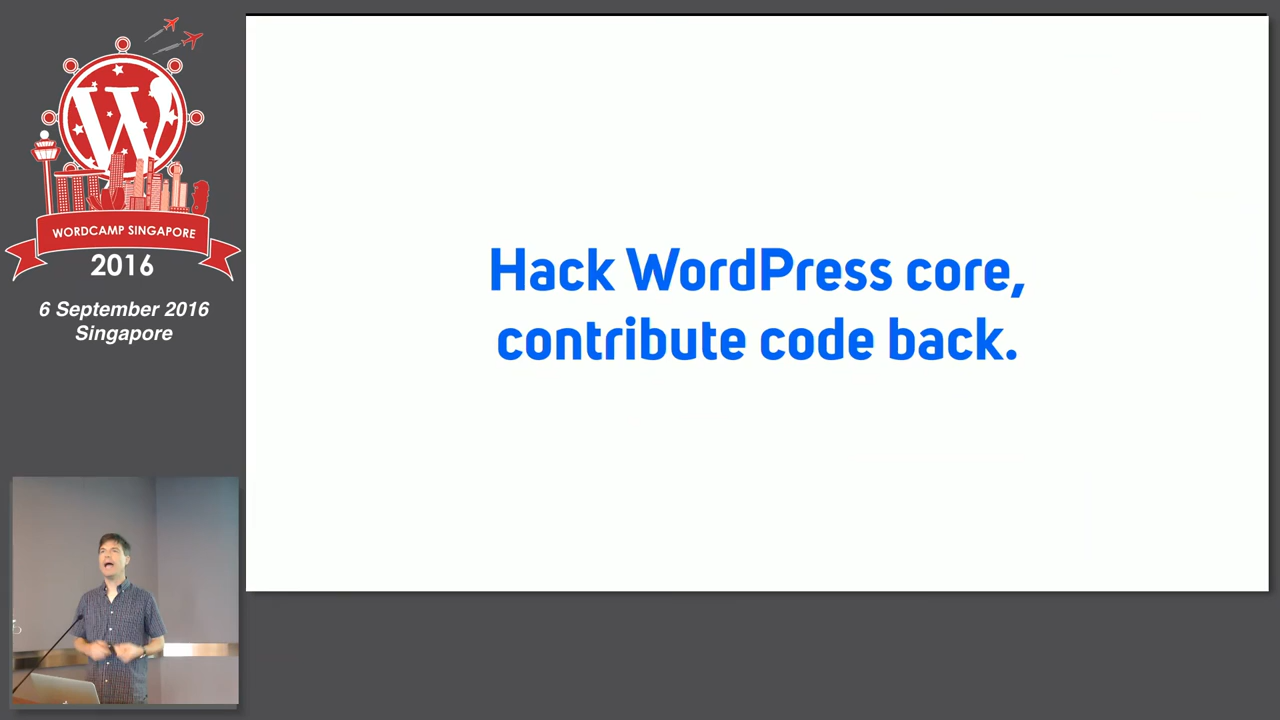 W
WORDCAMP SINGAPORE
2016
6 September 2016
Singapore
Hack WordPress core,
contribute code back.